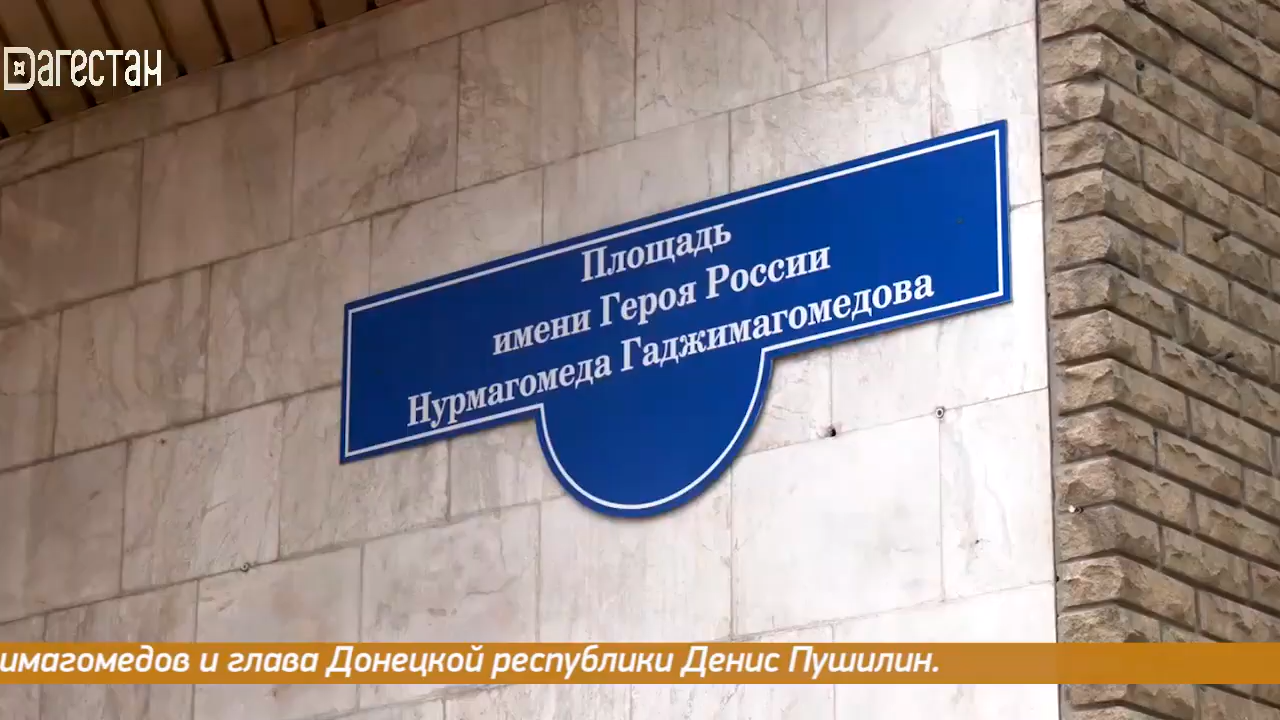 Дагестан
Площадь
имени Героя России
Нурмагомеда Гаджимагомедова
имагомедов и глава Донецкой республики Денис Пушилин.